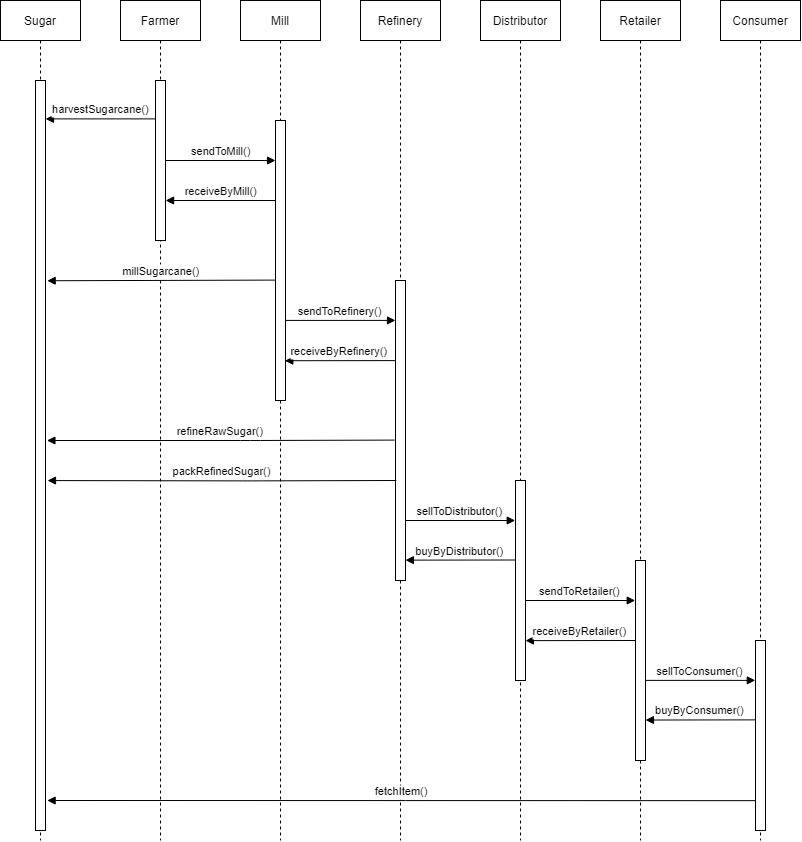 Sugar
Farmer
Mill
Refinery
Distributor
Retailer
Consumer
harvestSugarcane()
sendToMill()
receiveByMill()
millSugarcane()
sendToRefinery()
receiveByRefinery()
refineRawSugar()
packRefinedSugar()
sellToDistributor()
buyByDistributor()
sendToRetailer()
receiveByRetailer()
sellToConsumer()
buyByConsumer()
fetchItem()